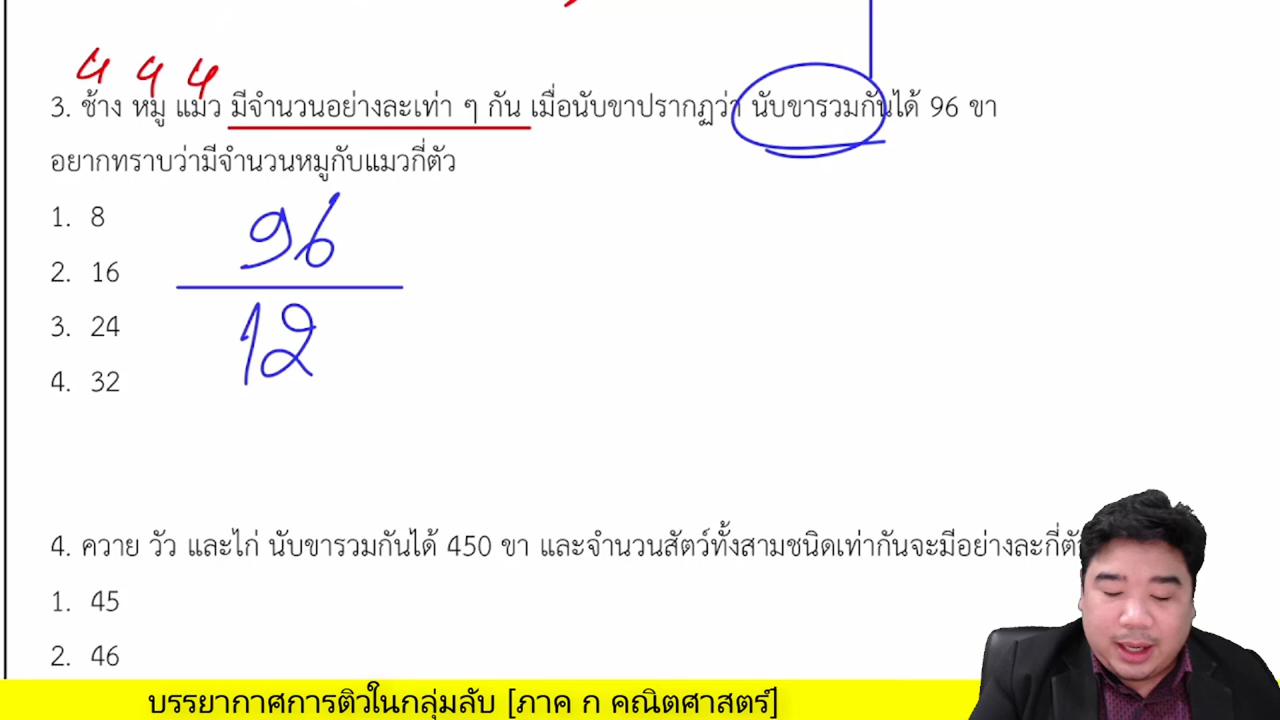 4 4 4
3. ช้าง หมู แมว มีจำนวนอย่างละเท่า ๆ กัน เมื่อนับขาปรากฏว่า นับขารวมกันได้ 96 ขา
อยากทราบว่ามีจำนวนหมูกับแมวกี่ตัว
1. 8
2. 16
3. 24
4. 32
96
12
4. ควาย วัว และไก่ นับขารวมกันได้ 450 ขา และจำนวนสัตว์ทั้งสามชนิดเท่ากันจะมีอย่างละกี่
1. 45
2. 46
บรรยากาศการติวในกลุ่มลับ [ภาค ก คณิตศาสตร์]